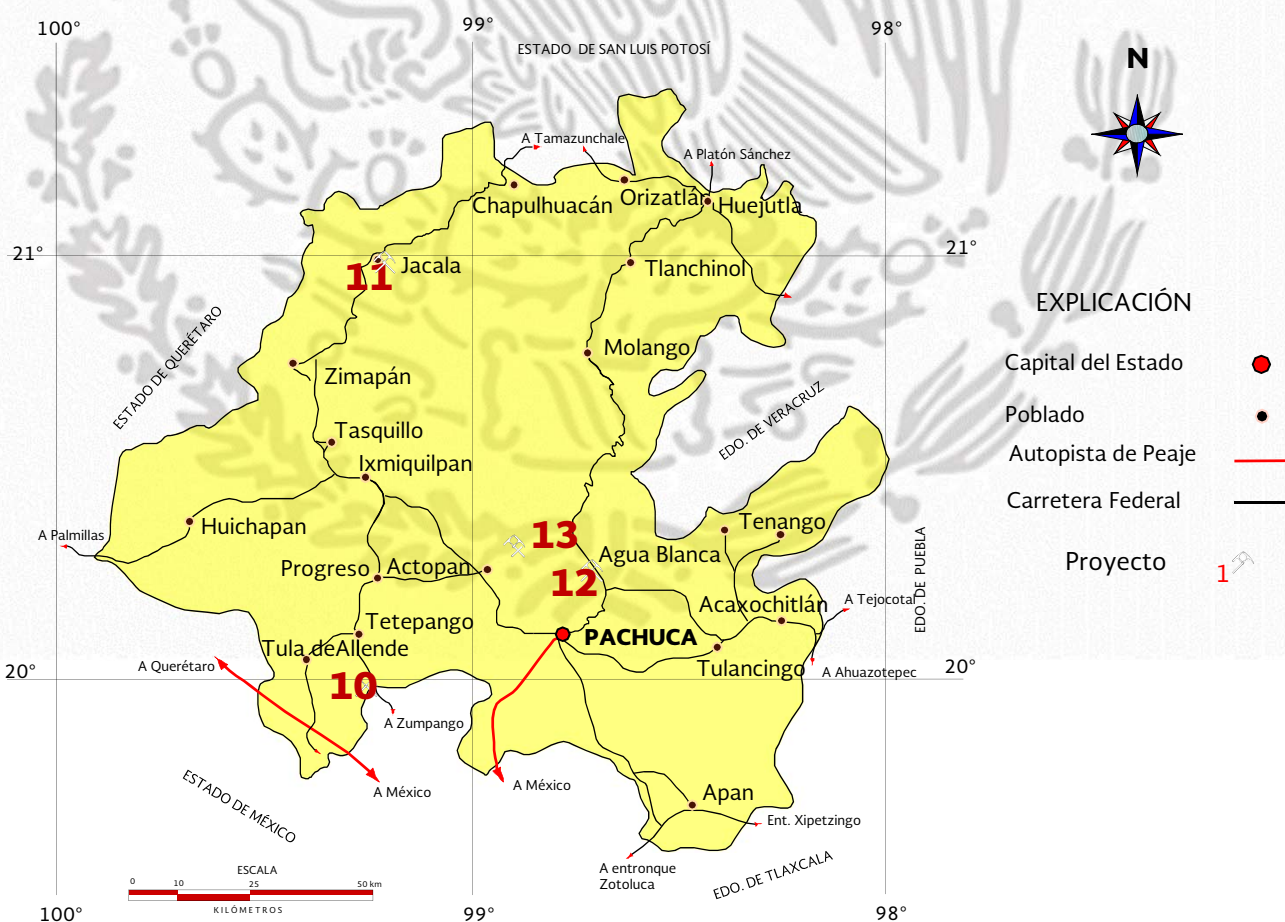 100°
99°
98°
ESTADO DE SAN LUIS POTOSÍ
N
A Tamazunchale
A Platón Sánchez
Chapulhuacán
Orizatlán
Huejutla
21°
21°
11
Jacala
Tlanchinol
EXPLICACIÓN
ESTADO DE QUERÉTARO
Molango
Capital del Estado
Zimapán
EDO. DE VERACRUZ
Poblado
Tasquillo
Autopista de Peaje
Ixmiquilpan
Carretera Federal
Huichapan
Tenango
A Palmillas
13
Agua Blanca
EDO. DE PUEBLA
Proyecto
1
Progreso
Actopan
12
Acaxochitlán
A Tejocotal
Tetepango
PACHUCA
Tula deAllende
A Querétaro
Tulancingo
A Ahuazotepec
20°
20°
10
A Zumpango
ESTADO DE MÉXICO
A México
A México
Apan
Ent. Xipetzingo
A entronque
Zotoluca
EDO. DE TLAXCALA
ESCALA
0 10 25 50 km
KILÓMETROS
100°
99°
98°